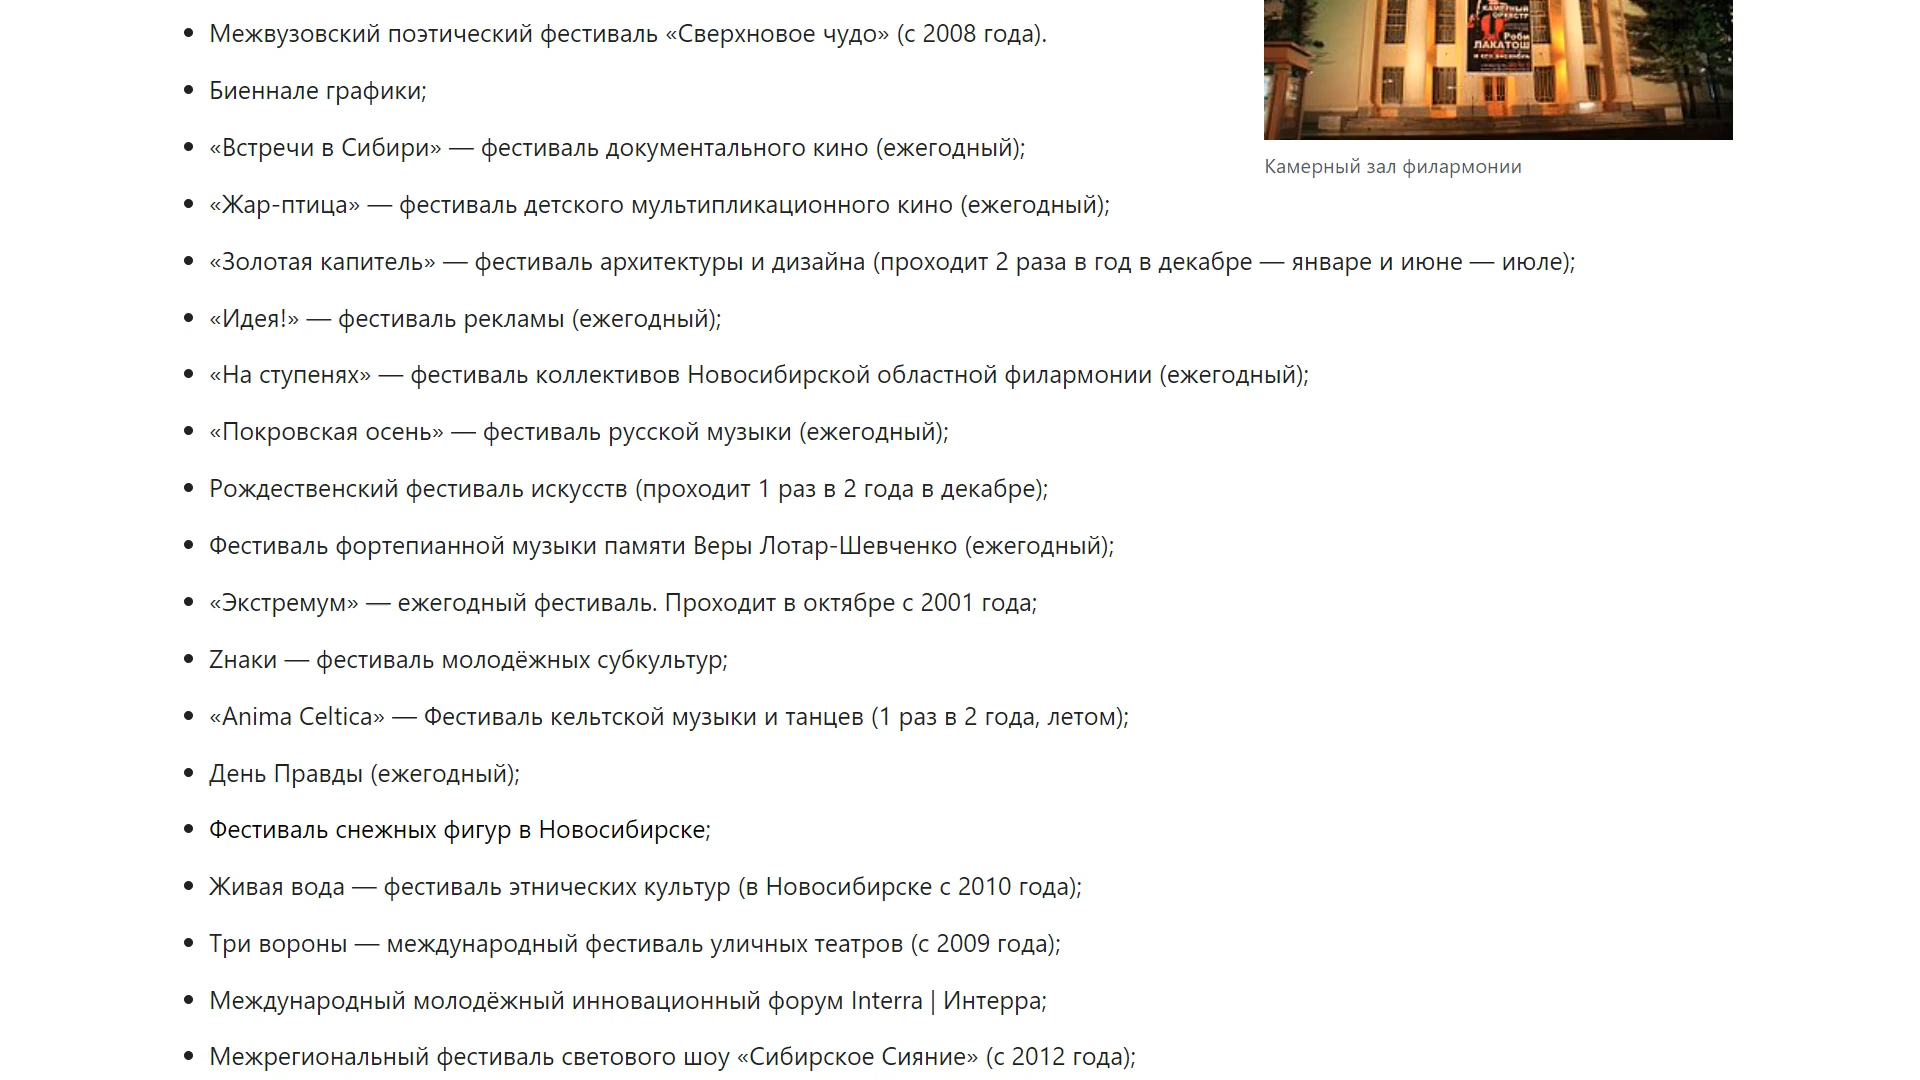 Межвузовский поэтический фестиваль «Сверхновое чудо» (с 2008 года).
Биеннале графики;
«Встречи в Сибири» — фестиваль документального кино (ежегодный);
«Жар-птица» — фестиваль детского мультипликационного кино (ежегодный);
«Золотая капитель» — фестиваль архитектуры и дизайна (проходит 2 раза в год в декабре — январе и июне — июле);
«Идея!» — фестиваль рекламы (ежегодный);
«На ступенях» — фестиваль коллективов Новосибирской областной филармонии (ежегодный);
«Покровская осень» — фестиваль русской музыки (ежегодный);
Рождественский фестиваль искусств (проходит 1 раз в 2 года в декабре);
Фестиваль фортепианной музыки памяти Веры Лотар-Шевченко (ежегодный);
«Экстремум» — ежегодный фестиваль. Проходит в октябре с 2001 года;
Zнаки — фестиваль молодёжных субкультур;
«Anima Celtica» — Фестиваль кельтской музыки и танцев (1 раз в 2 года, летом);
День Правды (ежегодный);
Фестиваль снежных фигур в Новосибирске;
Живая вода — фестиваль этнических культур (в Новосибирске с 2010 года);
Три вороны — международный фестиваль уличных театров (с 2009 года);
Международный молодёжный инновационный форум Interra | Интерра;
Межрегиональный фестиваль светового шоу «Сибирское Сияние» (с 2012 года);
КАМЕРНЫЙ
ОРКЕСТР
Роби
ЛАКАТОШ
Камерный зал филармонии